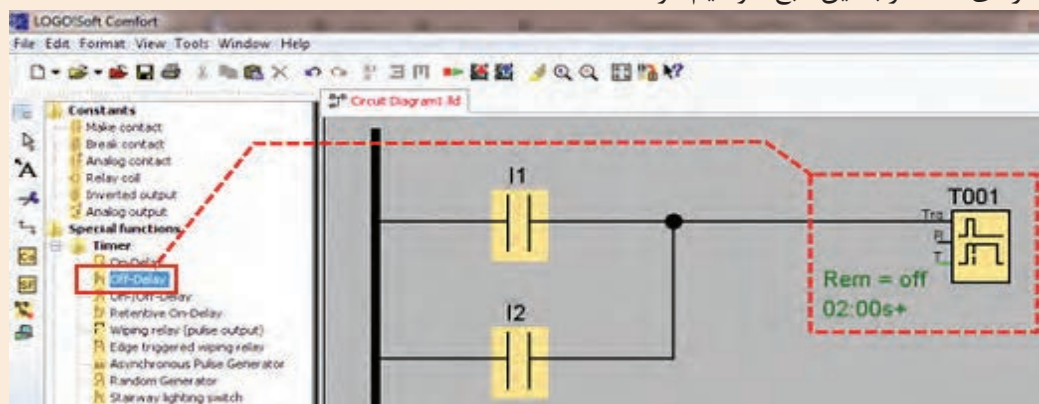 LOGO!Soft Comfort
File Edit Format View Tools Window Help
Circuit Diagram1.lld
Constants
Make contact
Break contact
Analog contact
Relay coil
Inverted output
Analog output
Special functions
Timer
On-Delay
Off-Delay
On-/Off-Delay
Retentive On-Delay
Wiping relay (pulse output)
Edge triggered wiping relay
Asynchronous Pulse Generator
Random Generator
Stairway lighting switch
Co
SF
I1
I2
T001
Trg
R
T
Rem = off
02:00s+